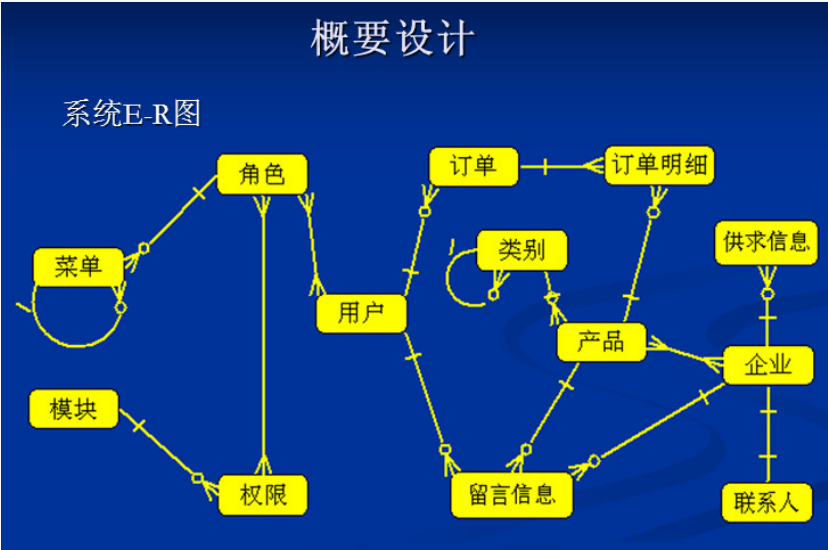 概要设计
系统E-R图
角色
订单
订单明细
菜单
类别
供求信息
用户
产品
企业
模块
权限
留言信息
联系人